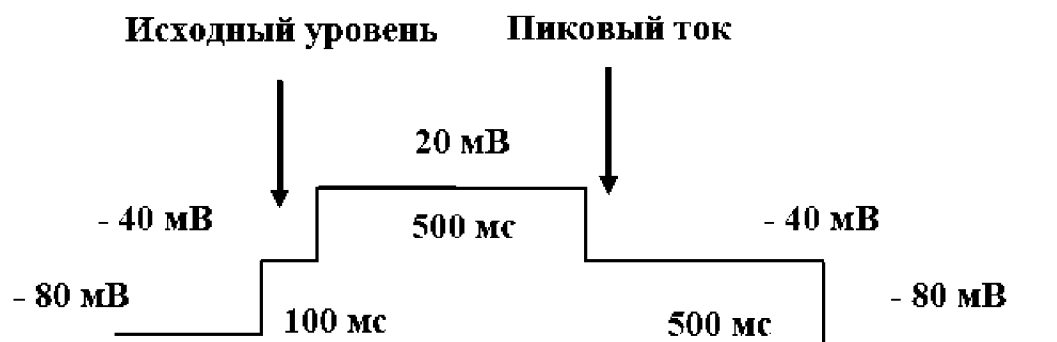 Исходный уровень
Пиковый ток
20 мВ
- 40 мВ
500 мс
- 40 мВ
- 80 мВ
100 мс
500 мс
- 80 мВ